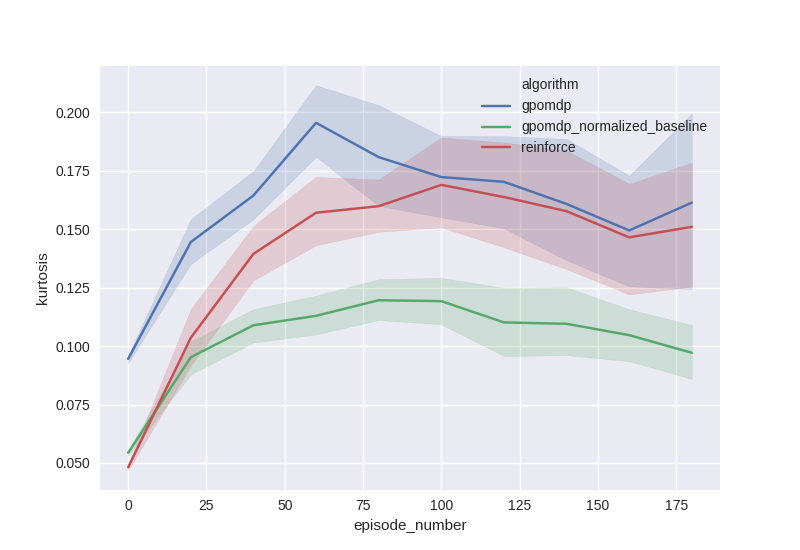 algorithm
gpomdp
gpomdp_normalized_baseline
reinforce
0.200
0.175
0.150
0.125
0.100
0.075
0.050
kurtosis
0 25 50 75 100 125 150 175
episode_number